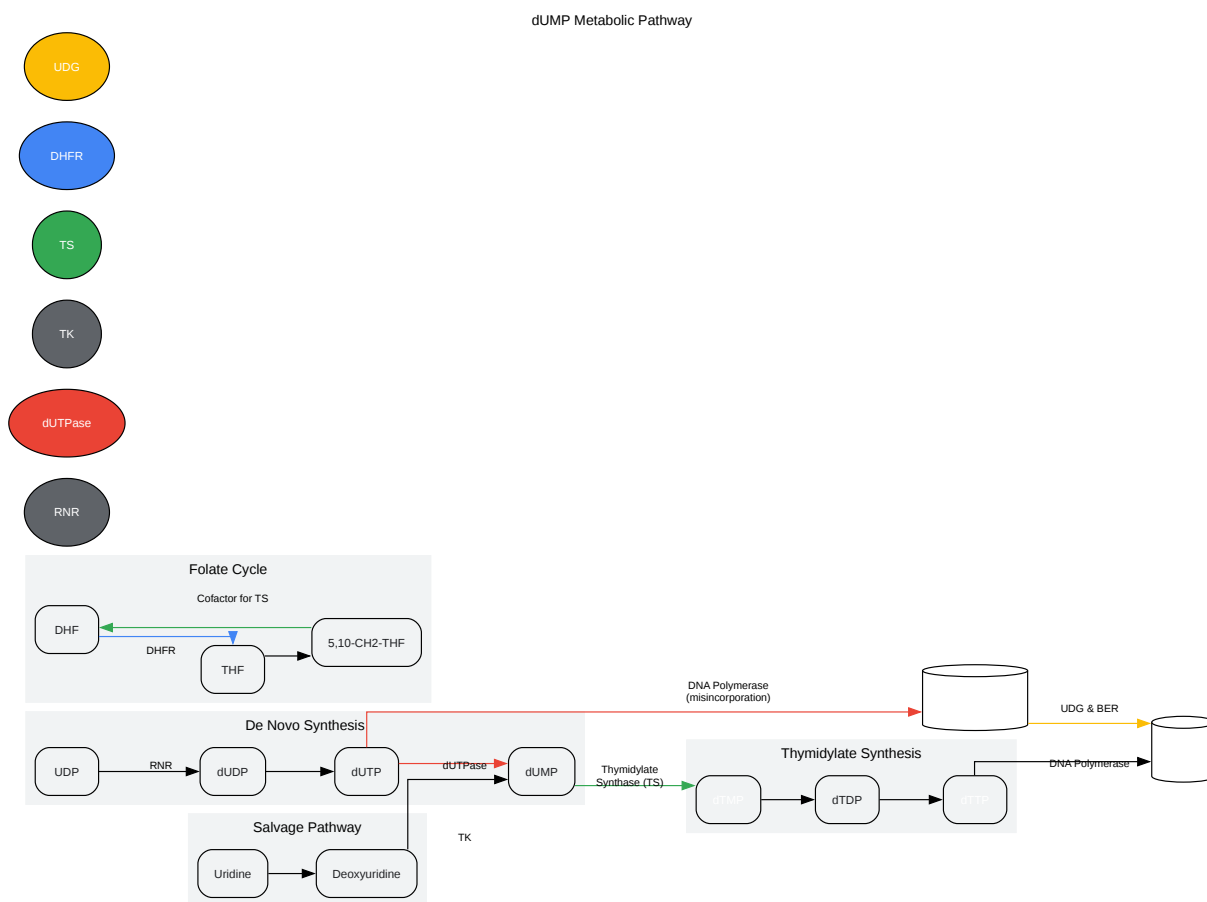 dUMP Metabolic Pathway
UDG
DHFR
TS
TK
dUTPase
RNR
Folate Cycle
Cofactor for TS
DHF
5,10-CH2-THF
DHFR
THF
DNA Polymerase
(misincorporation)
UDG & BER
De Novo Synthesis
UDP
RNR
dUDP
dUTP
dUTPase
dUMP
Thymidylate
Synthase (TS)
Thymidylate Synthesis
dTMP
dTDP
dTTP
DNA Polymerase
Salvage Pathway
TK
Uridine
Deoxyuridine